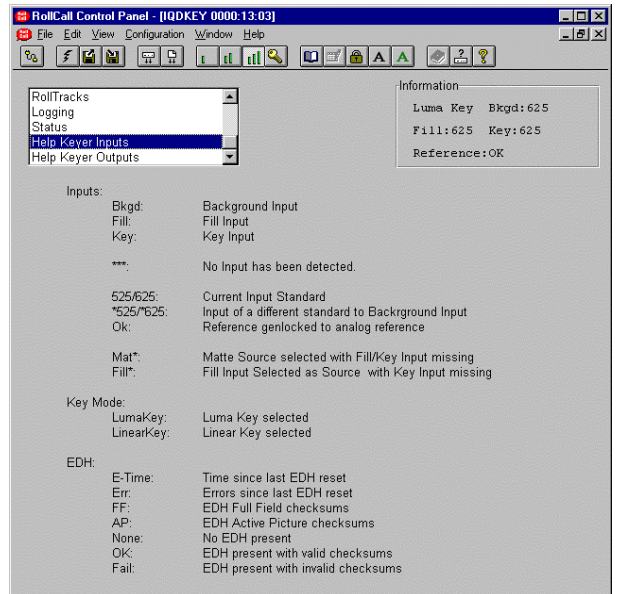 RollCall Control Panel - [IQDKEY 0000:13:03]
File Edit View Configuration Window Help
A A
RollTracks
Logging
Status
Help Keyer Inputs
Help Keyer Outputs
Information
Luma Key Bkgd:625
Fill:625 Key:625
Reference:OK
Inputs:
Bkgd: Background Input
Fill: Fill Input
Key: Key Input
***: No Input has been detected.
525/625: Current Input Standard
*525/*625: Input of a different standard to Backrground Input
Ok: Reference genlocked to analog reference
Mat*: Matte Source selected with Fill/Key Input missing
Fill*: Fill Input Selected as Source with Key Input missing
Key Mode:
LumaKey: Luma Key selected
LinearKey: Linear Key selected
EDH:
E-Time: Time since last EDH reset
Err: Errors since last EDH reset
FF: EDH Full Field checksums
AP: EDH Active Picture checksums
None: No EDH present
OK: EDH present with valid checksums
Fail: EDH present with invalid checksums